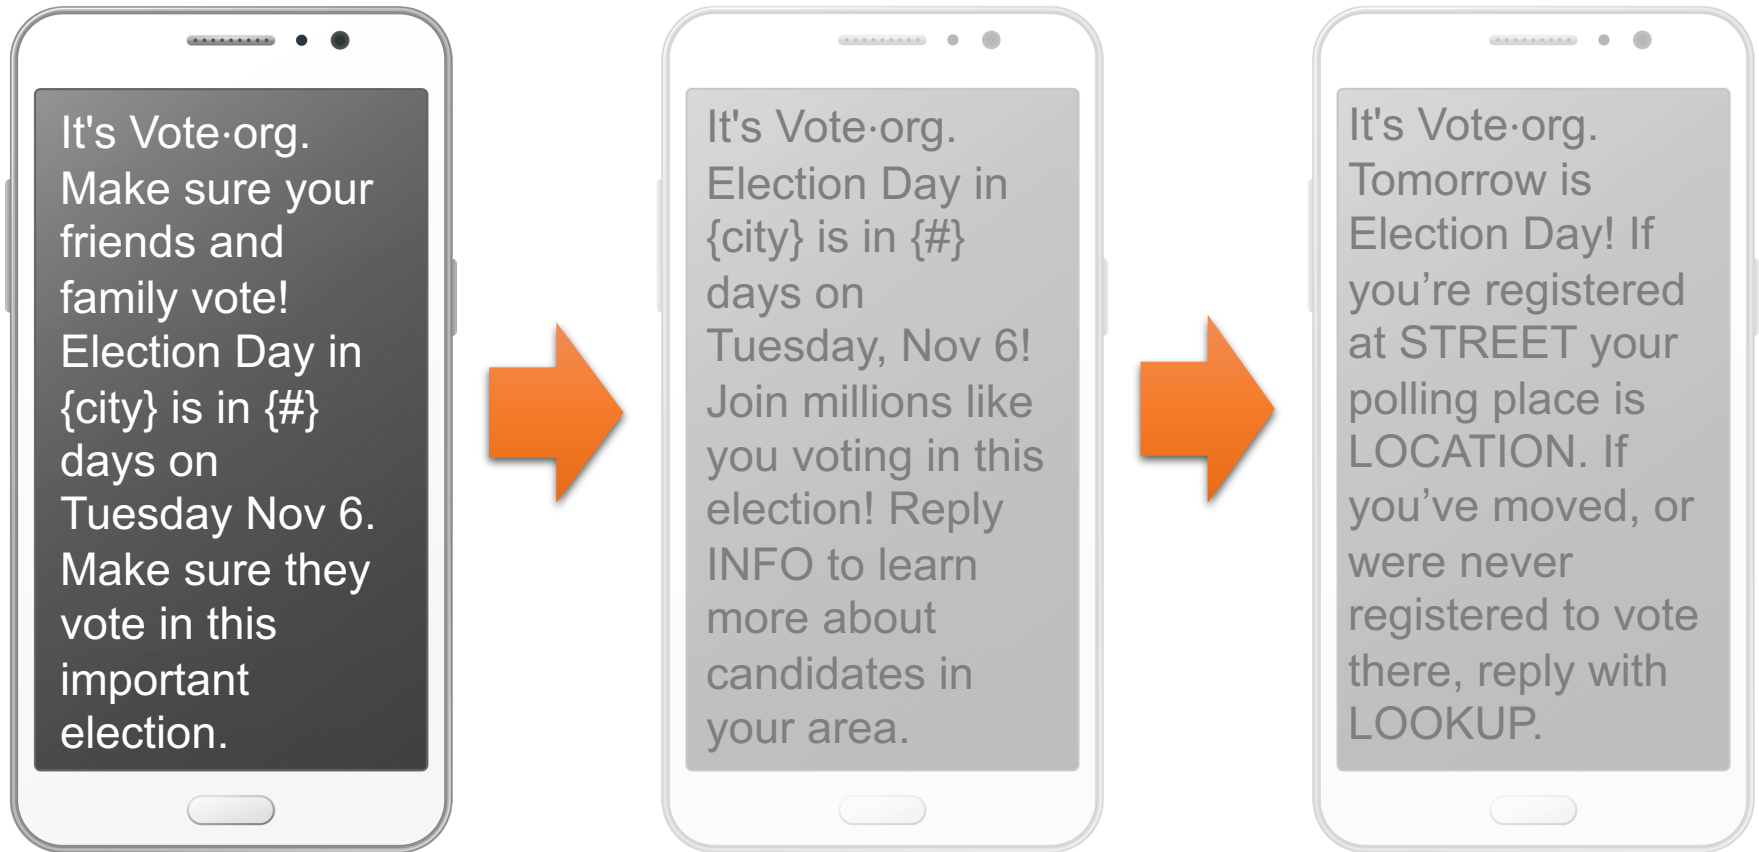 It's Vote·org.
Make sure your
friends and
family vote!
Election Day in
{city} is in {#}
days on
Tuesday Nov 6.
Make sure they
vote in this
important
election.
It's Vote·org.
Election Day in
{city} is in {#}
days on
Tuesday, Nov 6!
Join millions like
you voting in this
election! Reply
INFO to learn
more about
candidates in
your area.
It's Vote·org.
Tomorrow is
Election Day! If
you’re registered
at STREET your
polling place is
LOCATION. If
you’ve moved, or
were never
registered to vote
there, reply with
LOOKUP.